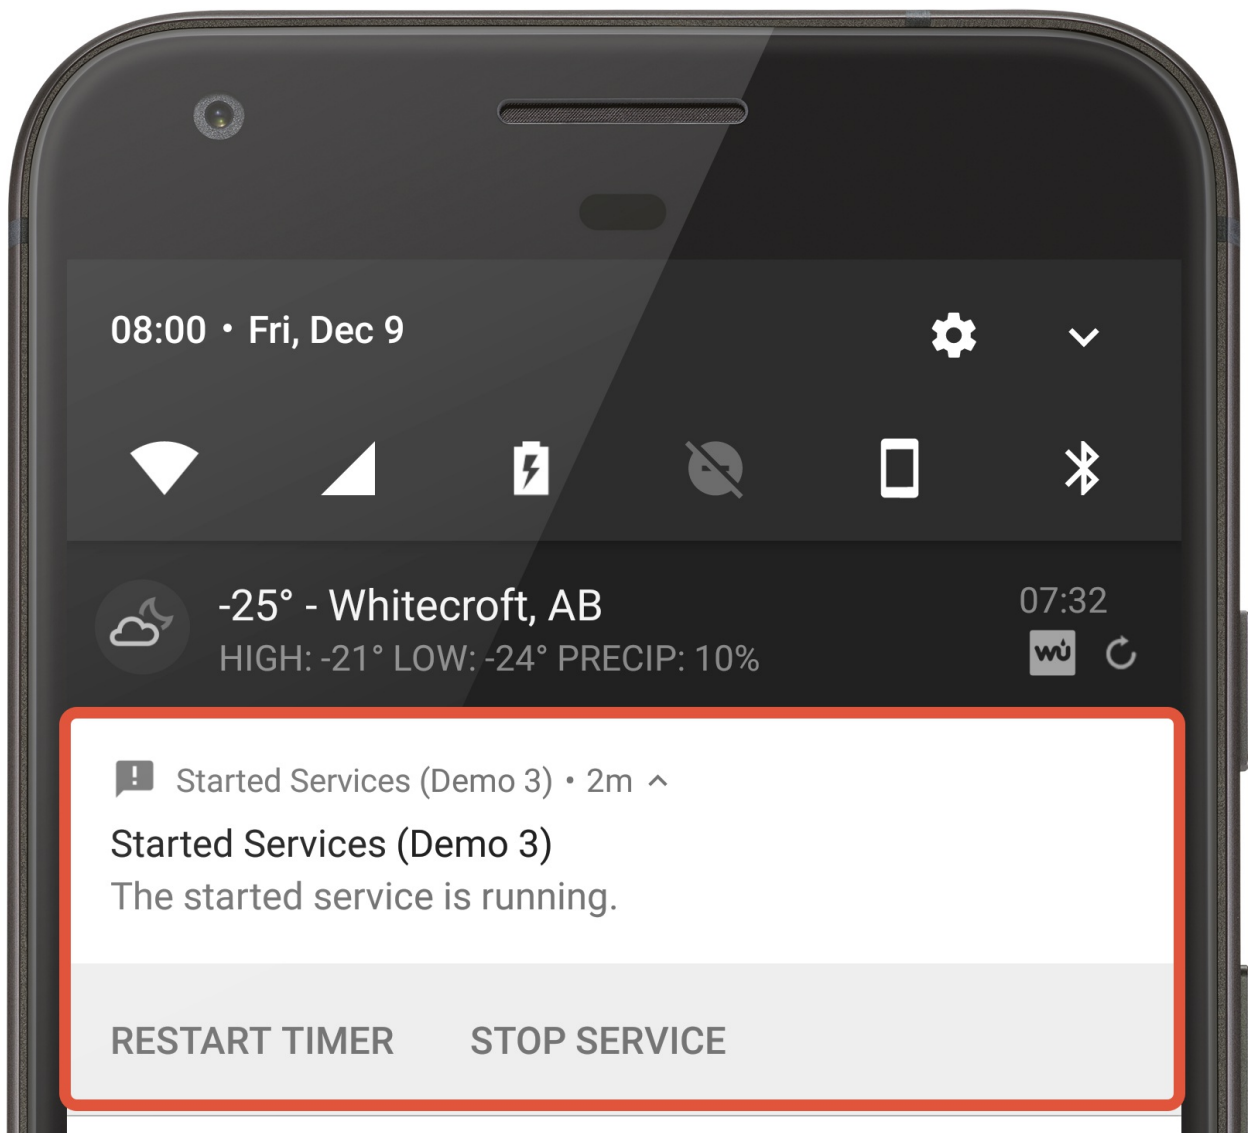 08:00 • Fri, Dec 9
-25° - Whitecroft, AB
07:32
HIGH: -21° LOW: -24° PRECIP: 10%
wu
Started Services (Demo 3) • 2m
Started Services (Demo 3)
The started service is running.
RESTART TIMER
STOP SERVICE